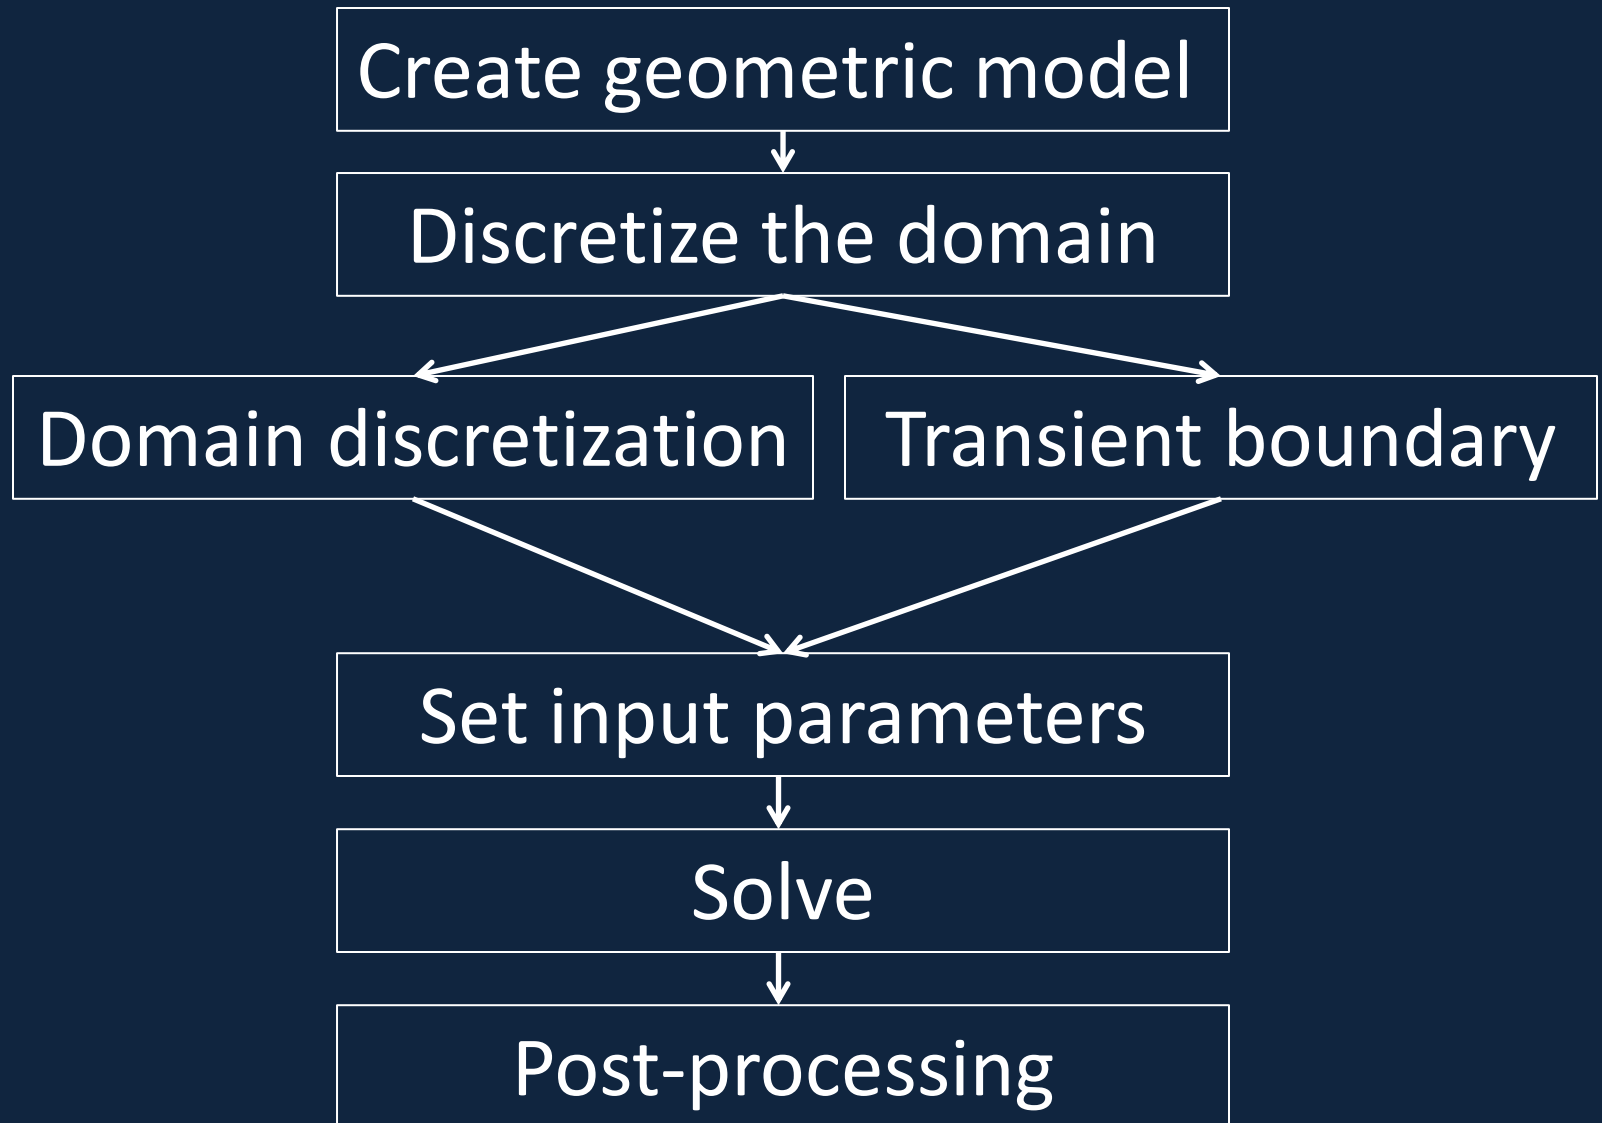 Create geometric model
Discretize the domain
Domain discretization
Transient boundary
Set input parameters
Solve
Post-processing